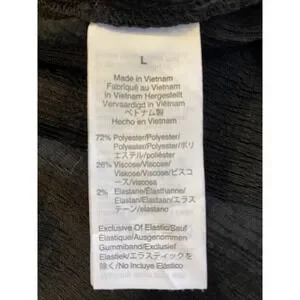 L
Made in Vietnam
Fabriqué au Vietnam
in Vietnam Hergestellt
Vervaardigd in Viëtnam
ベトナム製
Hecho en Vietnam
72% Polyester/Polyester/
Polyester/Polyester/ポリ
エステル/poliéster
26% Viscose/Viscose/
Viskose/Viscose/ビスコ
ース/viscosa
2% Elastane/Élasthanne/
Elastan/Elastaan/エラス
テーン/elastano
Exclusive Of Elastic/Sauf
Élastique/Ausgenommen
Gummiband/Exclusief
Elastiek/エラスティックを
除く/No Incluye Elástico